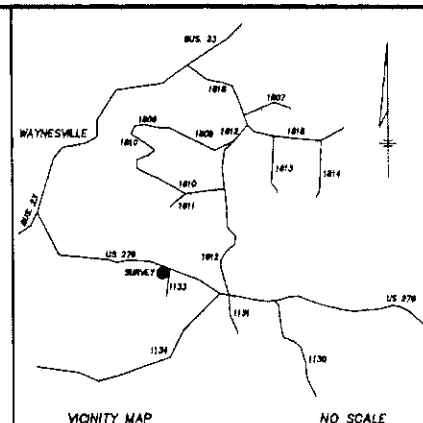 BUS. 23
1818
1807
1808
1809
1812
1818
WAYNESVILLE
1810
1813
1814
1810
1811
BUS. 23
1812
US 276
SURVEY
1133
US 276
1131
1134
1130
VICINITY MAP
NO SCALE